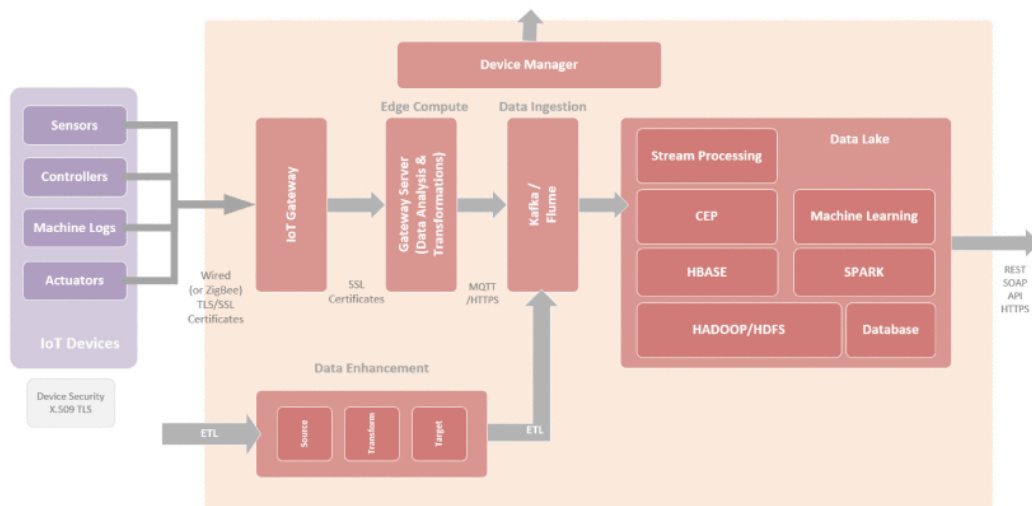 Device Manager
Edge Compute
Data Ingestion
Sensors
Controllers
Machine Logs
Actuators
IoT Devices
Device Security
X.509 TLS
Wired
(or ZigBee)
TLS/SSL
Certificates
IoT Gateway
SSL
Certificates
Gateway Server
(Data Analysis &
Transformations)
MQTT
/HTTPS
Kafka /
Flume
Data Lake
Stream Processing
CEP
Machine Learning
HBASE
SPARK
HADOOP/HDFS
Database
REST
SOAP
API
HTTPS
Data Enhancement
ETL
Source
Transform
Target
ETL